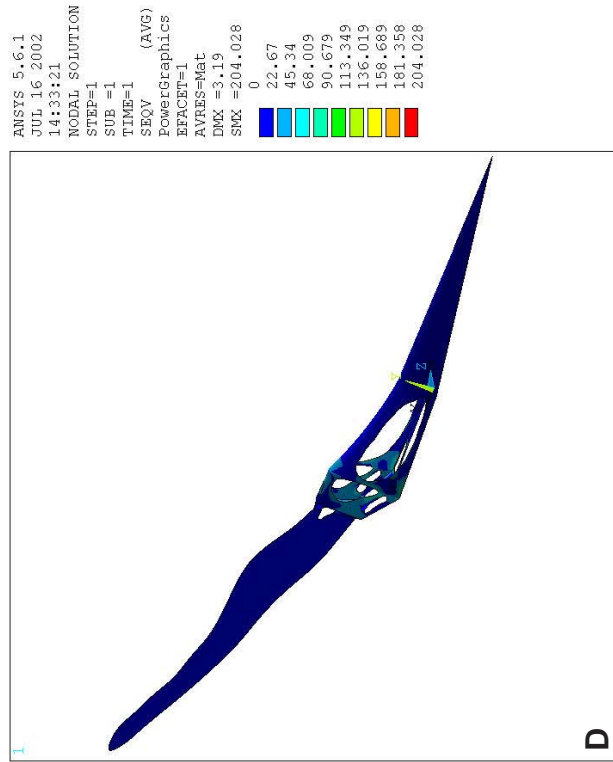 1
ANSYS 5.6.1
JUL 16 2002
14:33:21
NODAL SOLUTION
STEP=1
SUB =1
TIME=1
SEQV (AVG)
PowerGraphics
EFACET=1
AVRES=Mat
DMX =3.19
SMX =204.028
0
22.67
45.34
68.009
90.679
113.349
136.019
158.689
181.358
204.028
Z
D